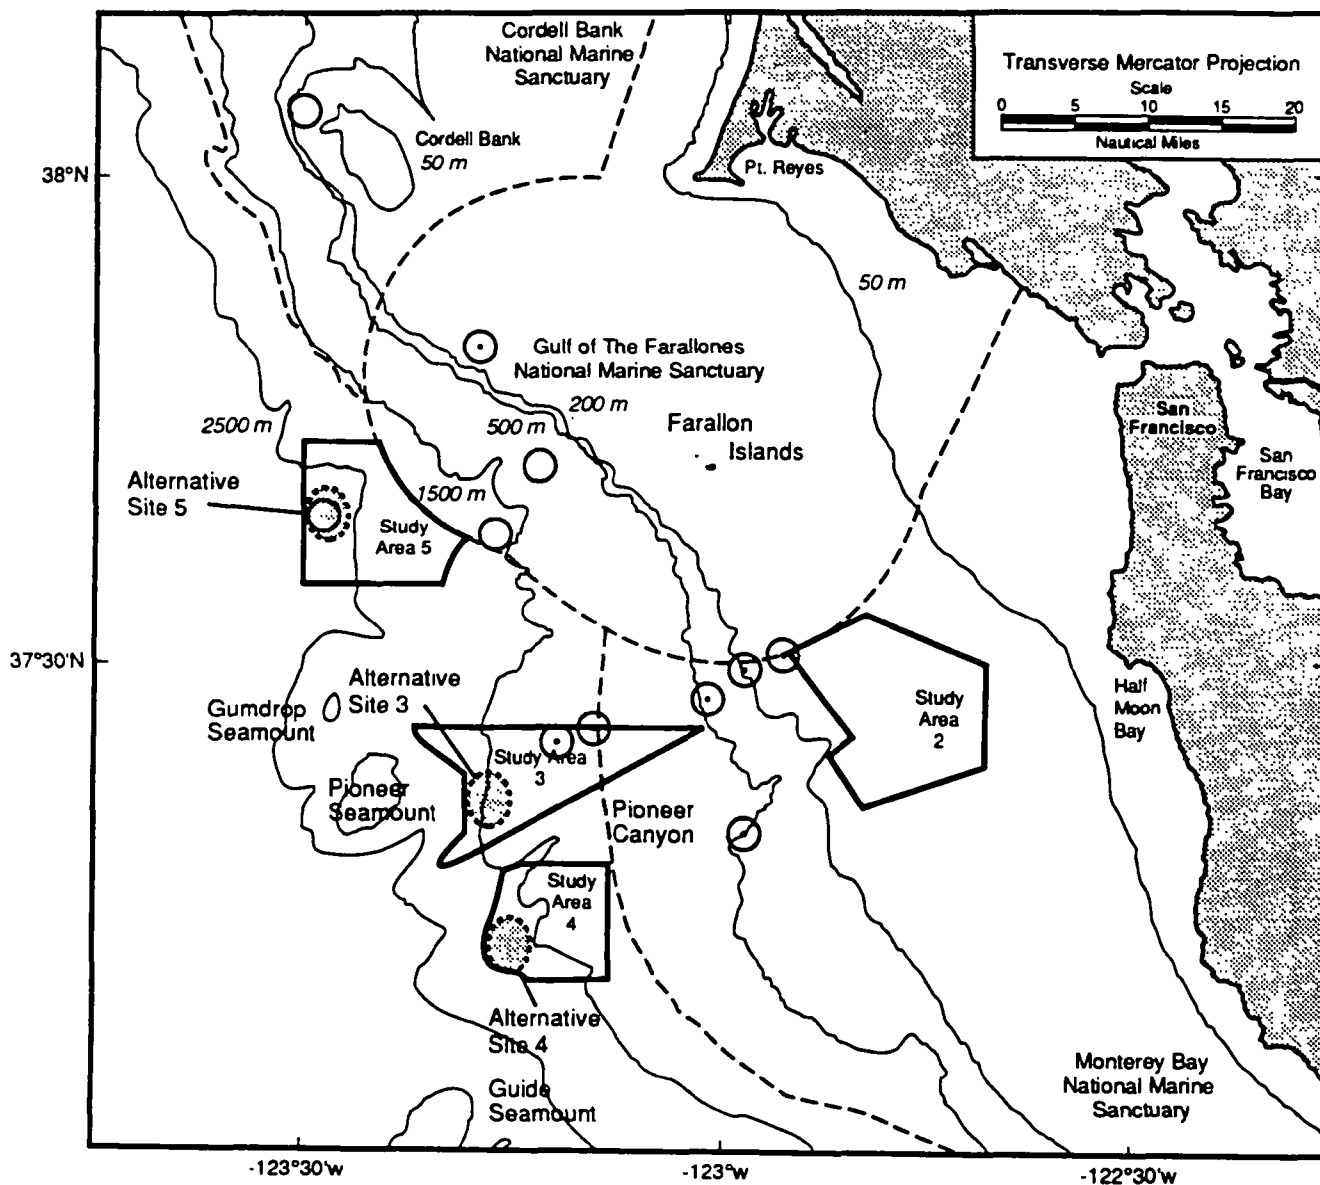 Cordell Bank
National Marine
Sanctuary
Transverse Mercator Projection
Scale
0 5 10 15 20
Nautical Miles
Cordell Bank
50 m
38°N
Pt. Reyes
50 m
Gulf of The Farallones
National Marine Sanctuary
200 m
2500 m
500 m
Farallon
Islands
San
Francisco
San
Francisco
Bay
Alternative
Site 5
1500 m
Study
Area 5
37°30'N
Alternative
Site 3
Gumdrop
Seamount
Half
Moon
Bay
Study
Area
2
Study Area
3
Pioneer
Seamount
Pioneer
Canyon
Study
Area
4
Alternative
Site 4
Monterey Bay
National Marine
Sanctuary
Guide
Seamount
-123°30'W
-123°W
-122°30'W